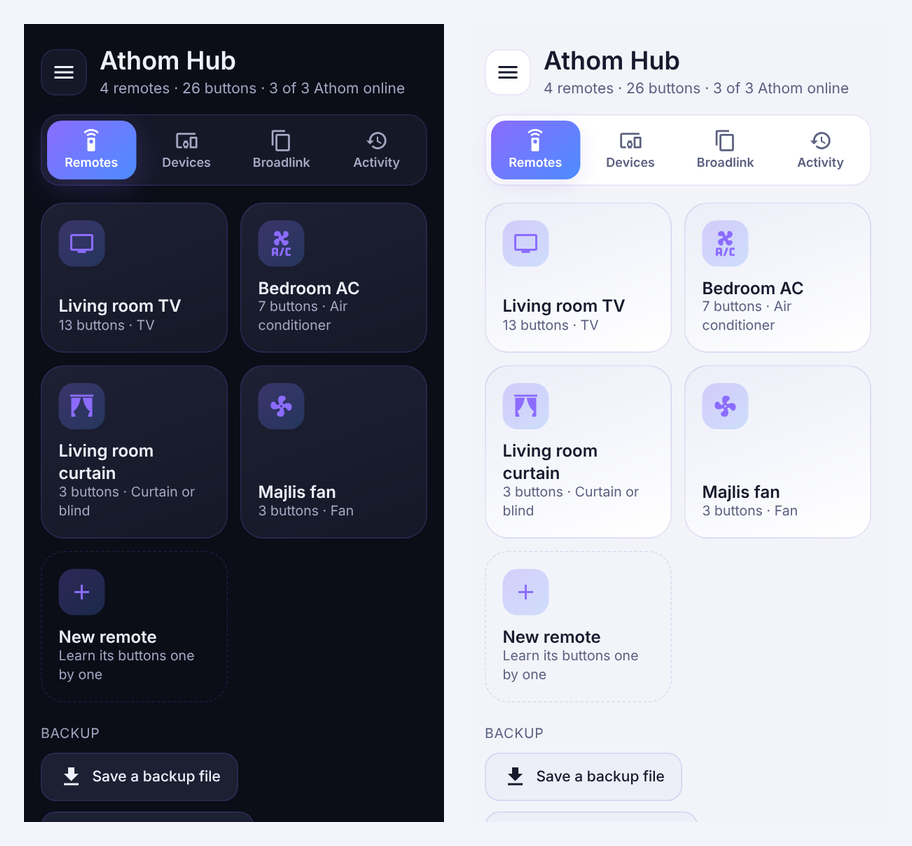 Athom Hub
4 remotes · 26 buttons · 3 of 3 Athom online
Remotes
Devices
Broadlink
Activity
Living room TV
13 buttons · TV
A/C
Bedroom AC
7 buttons · Air
conditioner
Living room
curtain
3 buttons · Curtain or
blind
Majlis fan
3 buttons · Fan
New remote
Learn its buttons one
by one
BACKUP
Save a backup file
Athom Hub
4 remotes · 26 buttons · 3 of 3 Athom online
Remotes
Devices
Broadlink
Activity
Living room TV
13 buttons · TV
A/C
Bedroom AC
7 buttons · Air
conditioner
Living room
curtain
3 buttons · Curtain or
blind
Majlis fan
3 buttons · Fan
New remote
Learn its buttons one
by one
BACKUP
Save a backup file